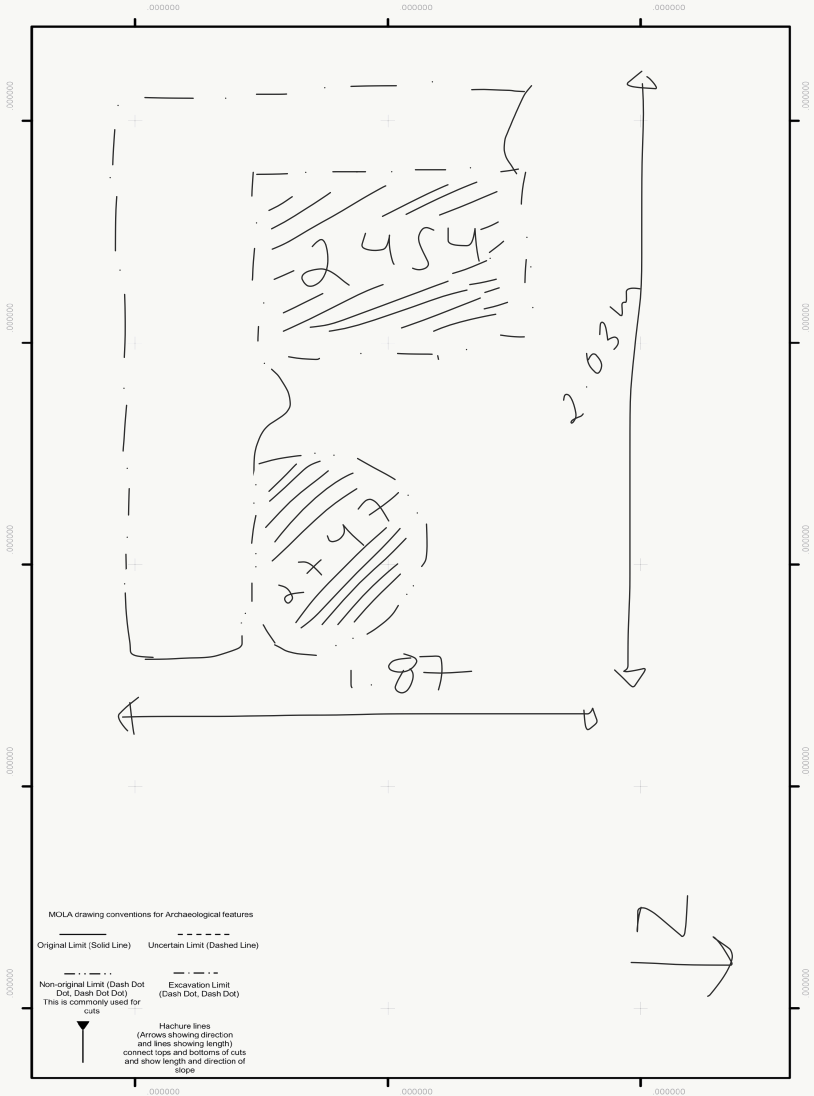 .000000 .000000 .000000
.000000 .000000
2454
.000000 .000000
.000000 .000000
1.87
.000000 .000000
N
MOLA drawing conventions for Archaeological features
Original Limit (Solid Line) Uncertain Limit (Dashed Line)
Non-original Limit (Dash Dot
Dot, Dash Dot Dot)
This is commonly used for
cuts
Excavation Limit
(Dash Dot, Dash Dot)
.000000 .000000
Hachure lines
(Arrows showing direction
and lines showing length)
connect tops and bottoms of cuts
and show length and direction of
slope
.000000 .000000 .000000